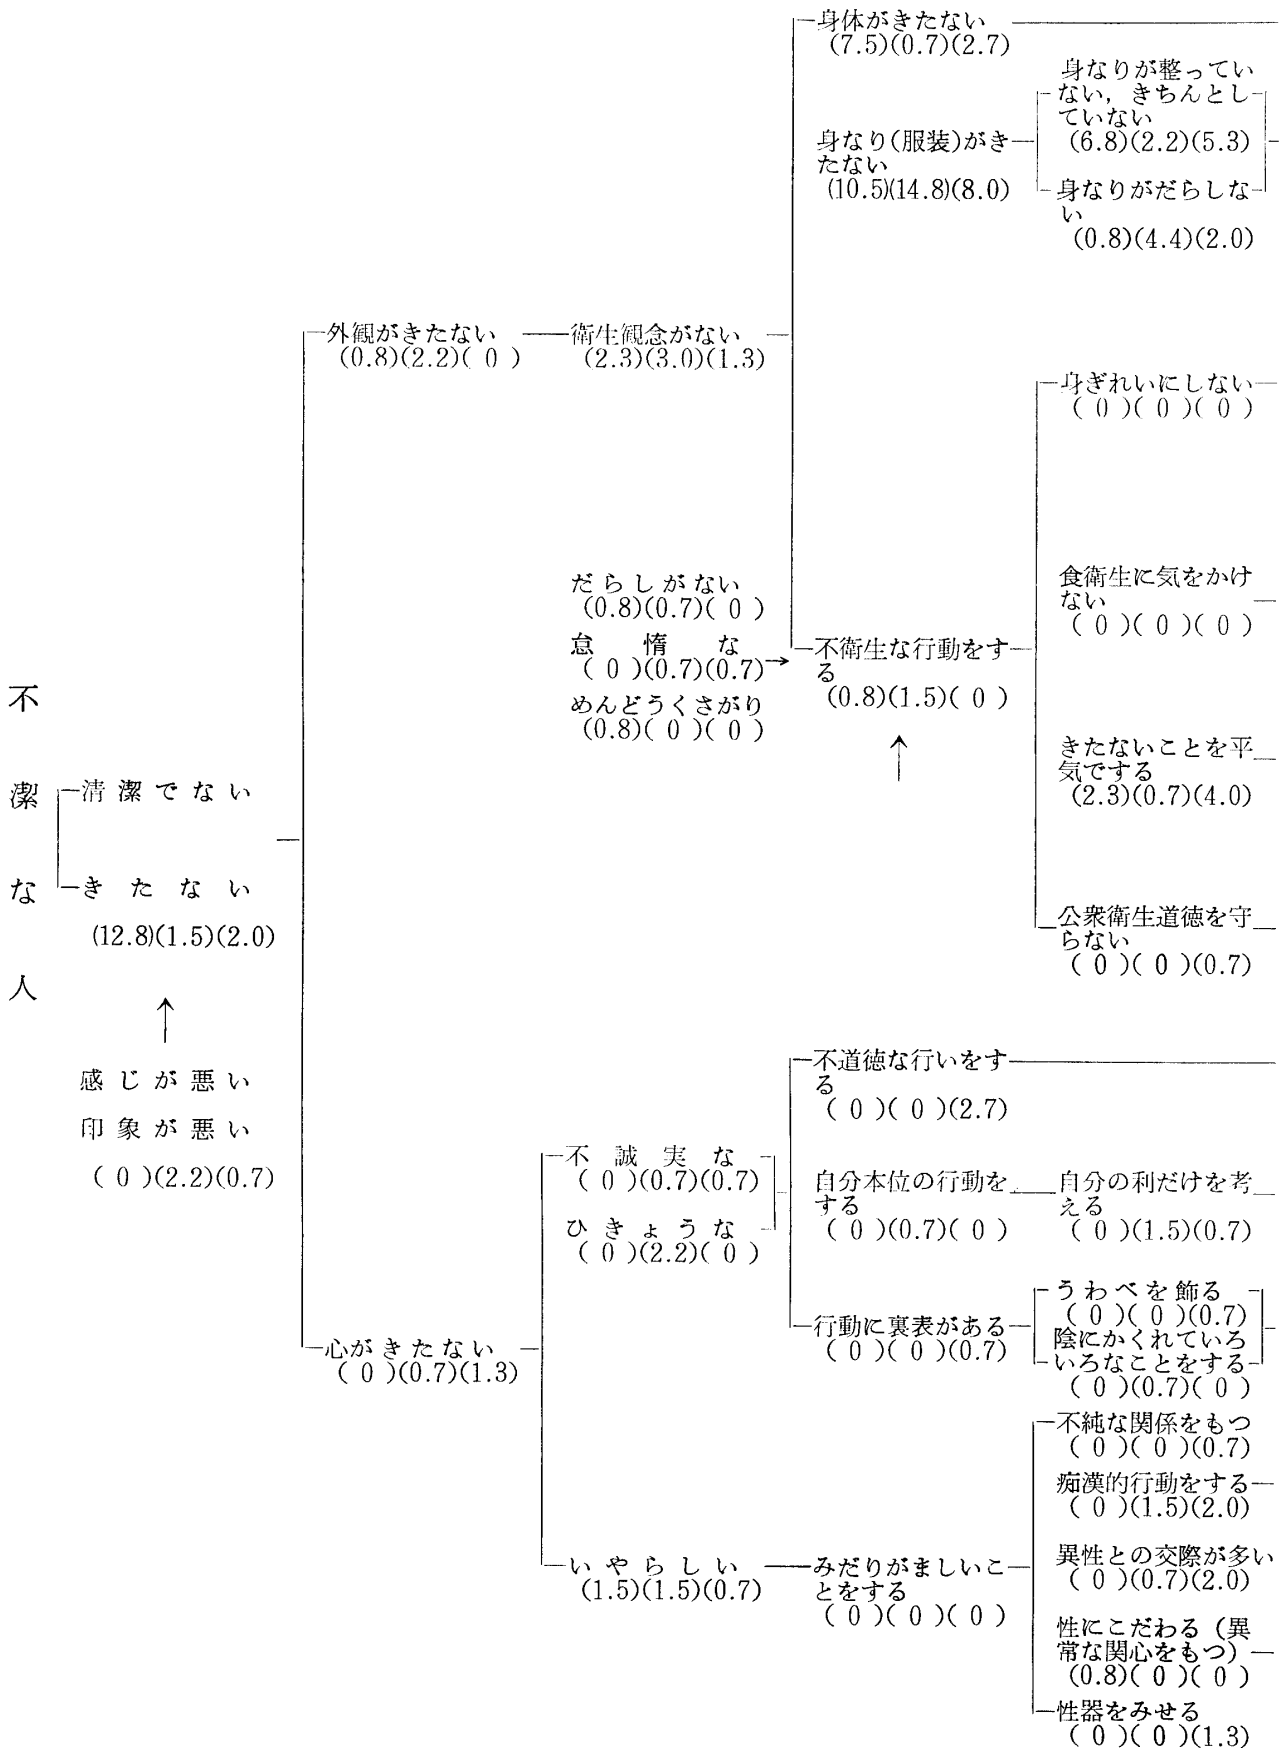 不潔な人
清潔でない
きたない
(12.8)(1.5)(2.0)
↑
感じが悪い
印象が悪い
( 0 )(2.2)(0.7)
外観がきたない
(0.8)(2.2)( 0 )
心がきたない
( 0 )(0.7)(1.3)
衛生観念がない
(2.3)(3.0)(1.3)
だらしがない
(0.8)(0.7)( 0 )
怠惰な
( 0 )(0.7)(0.7)→
めんどうくさがり
(0.8)( 0 )( 0 )
不誠実な
( 0 )(0.7)(0.7)
ひきょうな
( 0 )(2.2)( 0 )
いやらしい
(1.5)(1.5)(0.7)
身体がきたない
(7.5)(0.7)(2.7)
身なり(服装)がき
たない
(10.5)(14.8)(8.0)
不衛生な行動をす
る
(0.8)(1.5)( 0 )
↑
不道徳な行いをす
る
( 0 )( 0 )(2.7)
自分本位の行動を
する
( 0 )(0.7)( 0 )
行動に裏表がある
( 0 )( 0 )(0.7)
みだりがましいこ
とをする
( 0 )( 0 )( 0 )
身なりが整ってい
ない,きちんとし
ていない
(6.8)(2.2)(5.3)
身なりがだらしな
い
(0.8)(4.4)(2.0)
身ぎれいにしない
( 0 )( 0 )( 0 )
食衛生に気をかけ
ない
( 0 )( 0 )( 0 )
きたないことを平
気でする
(2.3)(0.7)(4.0)
公衆衛生道徳を守
らない
( 0 )( 0 )(0.7)
自分の利だけを考
える
( 0 )(1.5)(0.7)
うわべを飾る
( 0 )( 0 )(0.7)
陰にかくれていろ
いろなことをする
( 0 )(0.7)( 0 )
不純な関係をもつ
( 0 )( 0 )(0.7)
痴漢的行動をする
( 0 )(1.5)(2.0)
異性との交際が多い
( 0 )(0.7)(2.0)
性にこだわる(異
常な関心をもつ)
(0.8)( 0 )( 0 )
性器をみせる
( 0 )( 0 )(1.3)